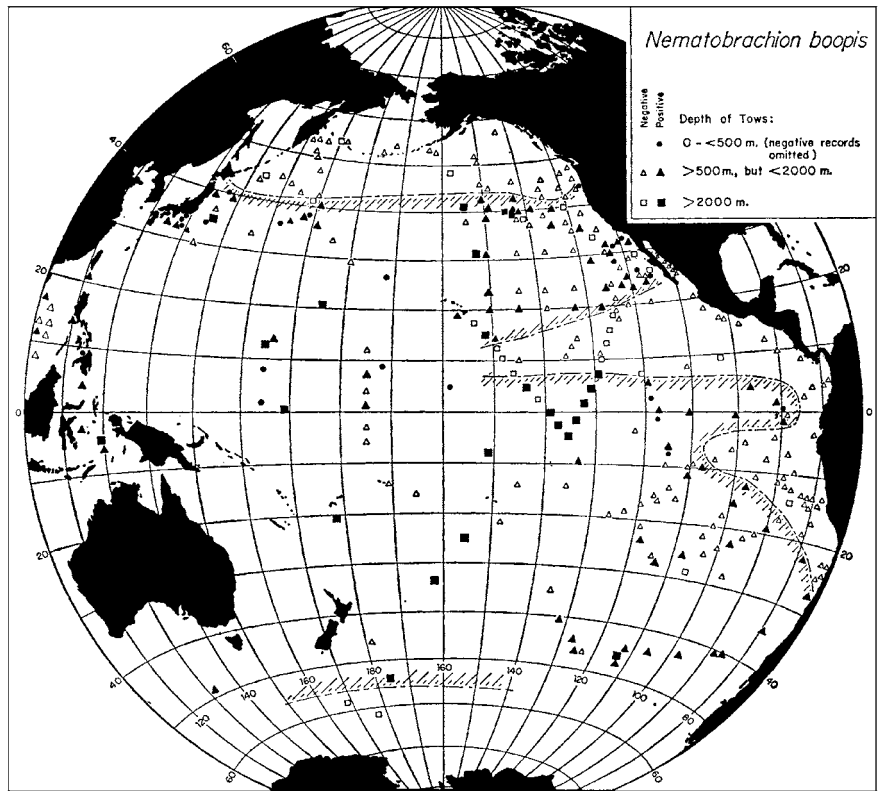 Nematobrachion boopis
Negative
Positive
Depth of Tows:
0 - <500 m. (negative records
omitted)
>500 m., but <2000 m.
>2000 m.
60
40
20
20
0
0
20
20
40
120
140
160
180
160
140
120
100
80
40
60
60